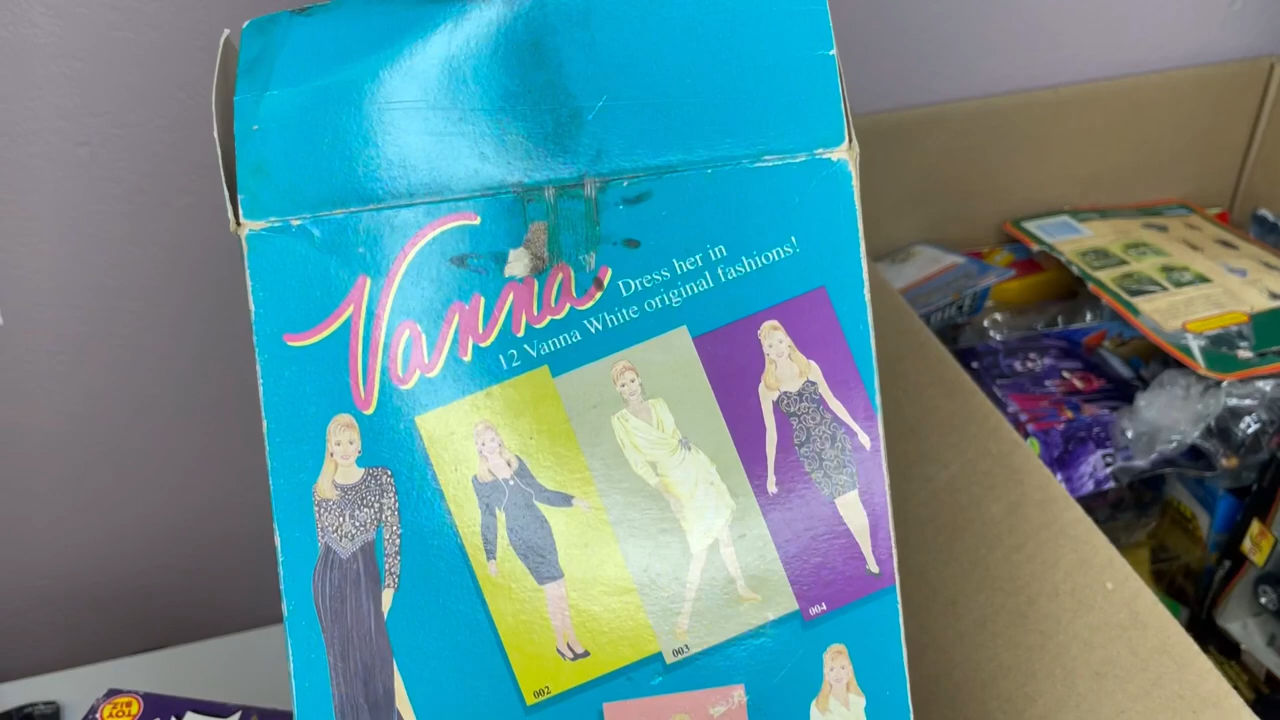 Vanna
Dress her in
12 Vanna White original fashions!
002
003
004
TOY
BIZ